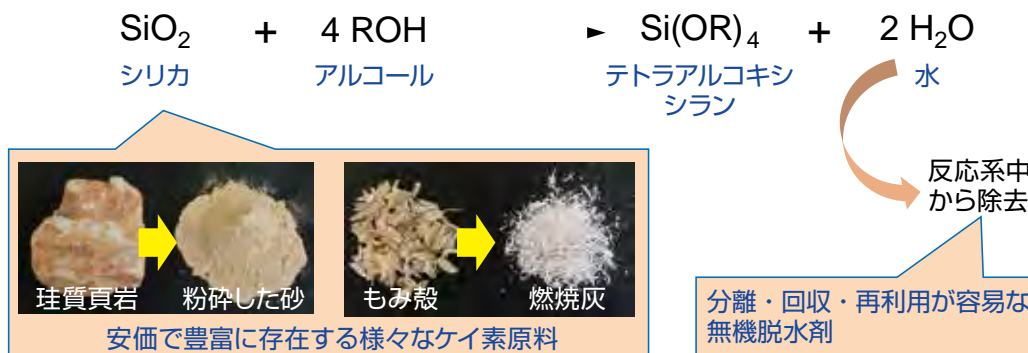 SiO₂ + 4 ROH ► Si(OR)₄ + 2 H₂O
シリカ アルコール テトラアルコキシ 水
シラン
反応系中
から除去
珪質頁岩 粉砕した砂 もみ殻 燃焼灰
安価で豊富に存在する様々なケイ素原料
分離・回収・再利用が容易な
無機脱水剤